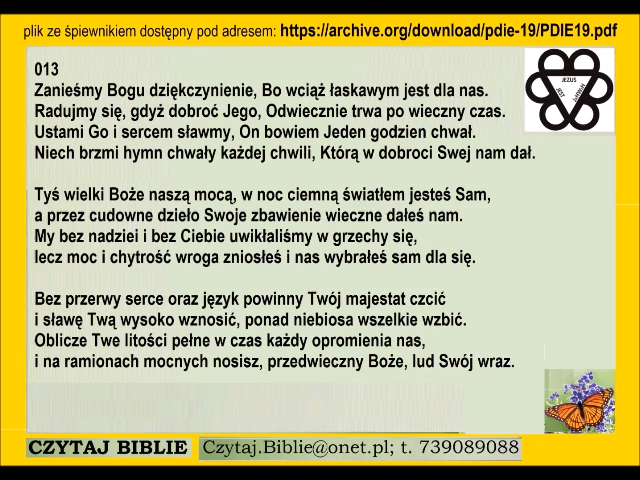 plik ze śpiewnikiem dostępny pod adresem: https://archive.org/download/pdie-19/PDIE19.pdf
013
Zanieśmy Bogu dziękczynienie, Bo wciąż łaskawym jest dla nas.
Radujmy się, gdyż dobroć Jego, Odwiecznie trwa po wieczny czas.
Ustami Go i sercem sławmy, On bowiem Jeden godzien chwał.
Niech brzmi hymn chwały każdej chwili, Którą w dobroci Swej nam dał.
Tyś wielki Boże naszą mocą, w noc ciemną światłem jesteś Sam,
a przez cudowne dzieło Swoje zbawienie wieczne dałeś nam.
My bez nadziei i bez Ciebie uwikłaliśmy w grzechy się,
lecz moc i chytrość wroga zniosłeś i nas wybrałeś sam dla się.
Bez przerwy serce oraz język powinny Twój majestat czcić
i sławę Twą wysoko wznosić, ponad niebiosa wszelkie wzbić.
Oblicze Twe litości pełne w czas każdy opromienia nas,
i na ramionach mocnych nosisz, przedwieczny Boże, lud Swój wraz.
JEZUS
JEST
CZYTAJ BIBLIE
Czytaj.Biblie@onet.pl; t. 739089088